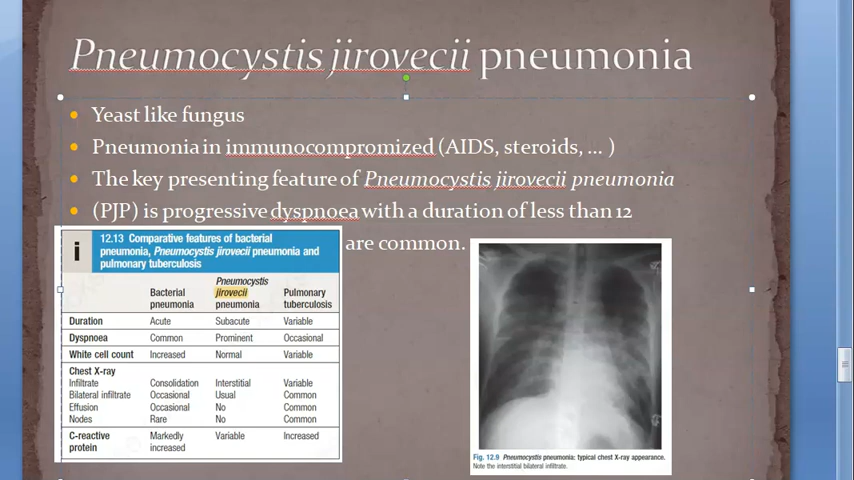 Pneumocystis jirovecii pneumonia
Yeast like fungus
Pneumonia in immunocompromized (AIDS, steroids, ... )
The key presenting feature of Pneumocystis jirovecii pneumonia
(PJP) is progressive dyspnoea with a duration of less than 12
are common.
i
12.13 Comparative features of bacterial
pneumonia, Pneumocystis jirovecii pneumonia and
pulmonary tuberculosis
Bacterial pneumonia Pneumocystis jirovecii pneumonia Pulmonary tuberculosis
Duration Acute Subacute Variable
Dyspnoea Common Prominent Occasional
White cell count Increased Normal Variable
Chest X-ray
Infiltrate Consolidation Interstitial Variable
Bilateral infiltrate Occasional Usual Common
Effusion Occasional No Common
Nodes Rare No Common
C-reactive protein Markedly increased Variable Increased
Fig. 12.9 Pneumocystis pneumonia: typical chest X-ray appearance.
Note the interstitial bilateral infiltrate.